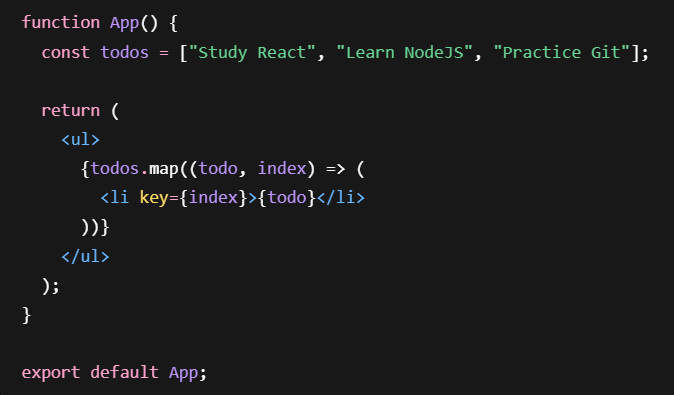 function App() {
  const todos = ["Study React", "Learn NodeJS", "Practice Git"];

  return (
    <ul>
      {todos.map((todo, index) => (
        <li key={index}>{todo}</li>
      ))}
    </ul>
  );
}

export default App;